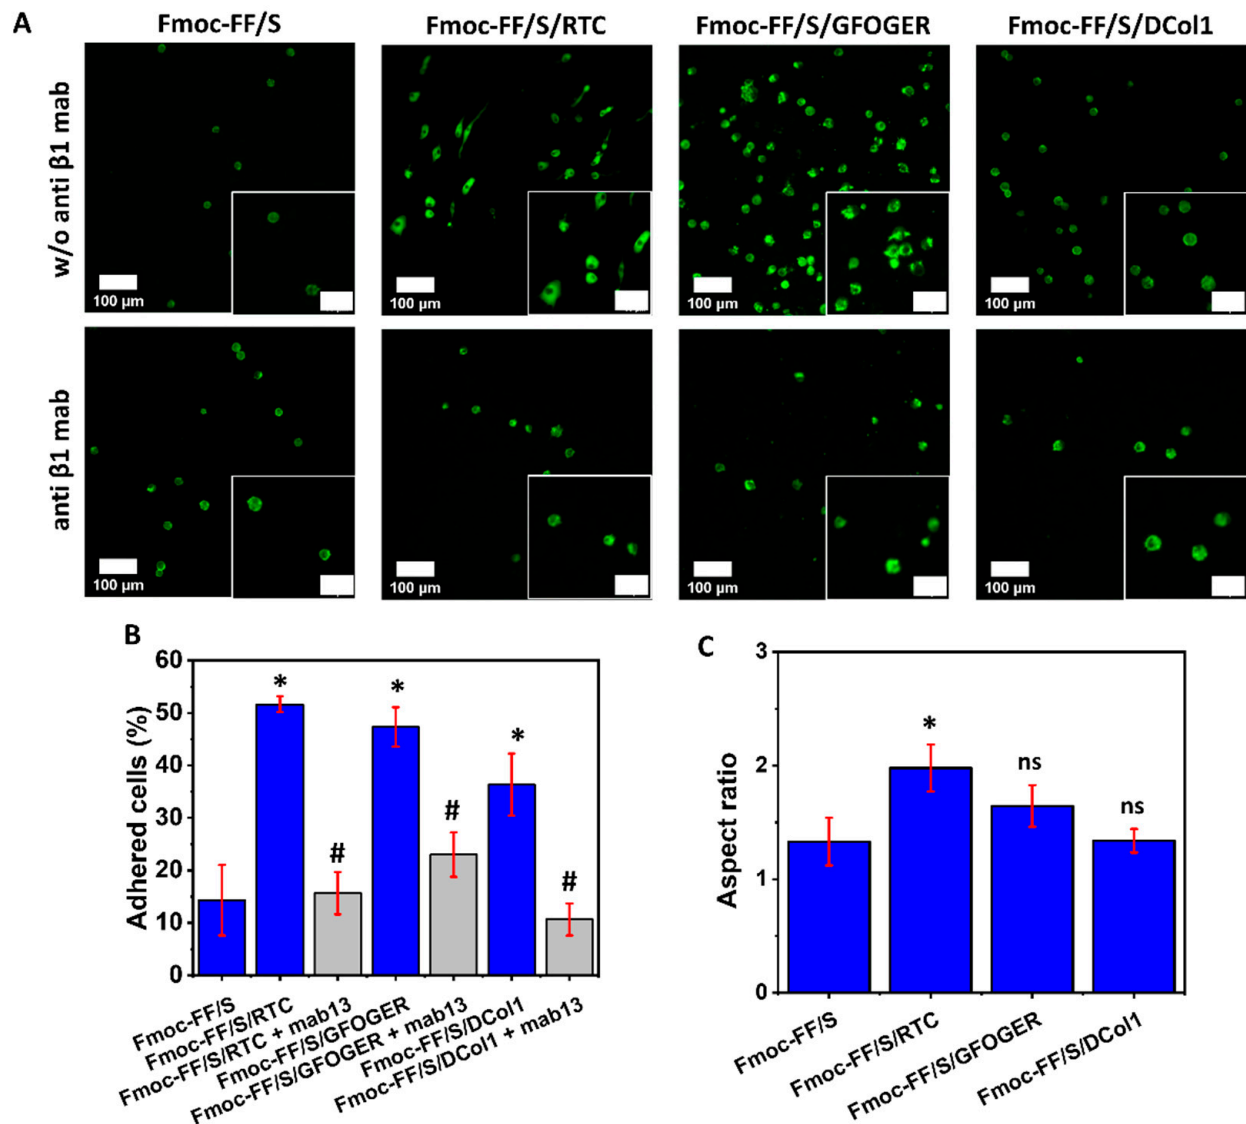 A
Fmoc-FF/S
Fmoc-FF/S/RTC
Fmoc-FF/S/GFOGER
Fmoc-FF/S/DCol1
w/o anti β1 mab
100 µm
100 µm
100 µm
100 µm
anti β1 mab
100 µm
100 µm
100 µm
100 µm
B
Adhered cells (%)
60
50
40
30
20
10
0
*
#
*
#
*
#
Fmoc-FF/S
Fmoc-FF/S/RTC
Fmoc-FF/S/RTC + mab13
Fmoc-FF/S/GFOGER
Fmoc-FF/S/GFOGER + mab13
Fmoc-FF/S/DCol1
Fmoc-FF/S/DCol1 + mab13
C
Aspect ratio
3
2
1
0
*
ns
ns
Fmoc-FF/S
Fmoc-FF/S/RTC
Fmoc-FF/S/GFOGER
Fmoc-FF/S/DCol1